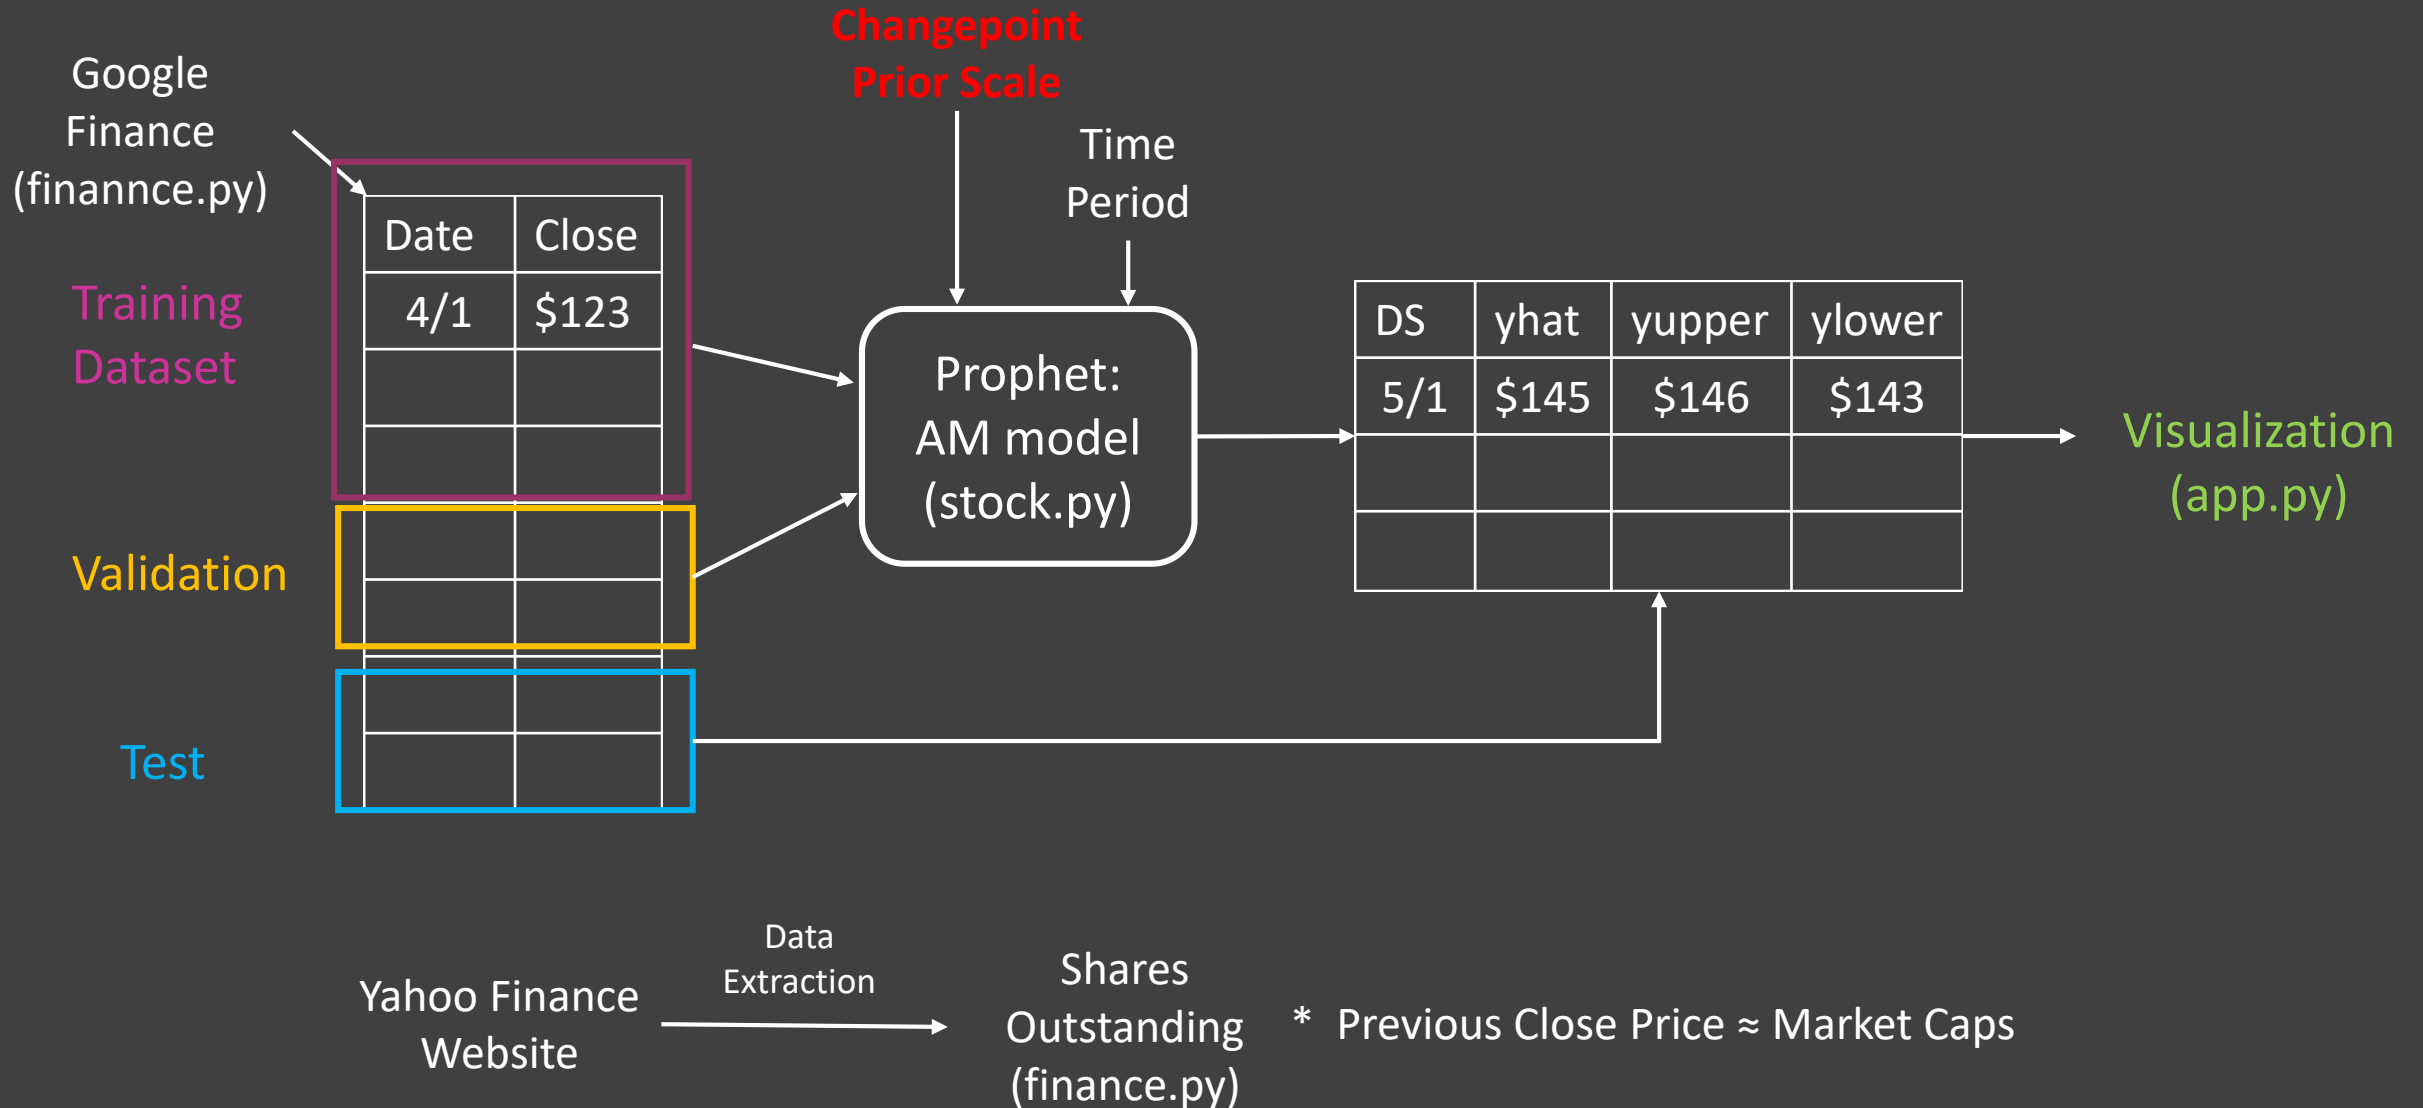 Changepoint
Prior Scale
Google
Finance
(finannce.py)
Time
Period
Date Close
4/1 $123
Training
Dataset
Prophet:
AM model
(stock.py)
DS yhat yupper ylower
5/1 $145 $146 $143
Visualization
(app.py)
Validation
Test
Yahoo Finance
Website
Data
Extraction
Shares
Outstanding
(finance.py)
* Previous Close Price ≈ Market Caps